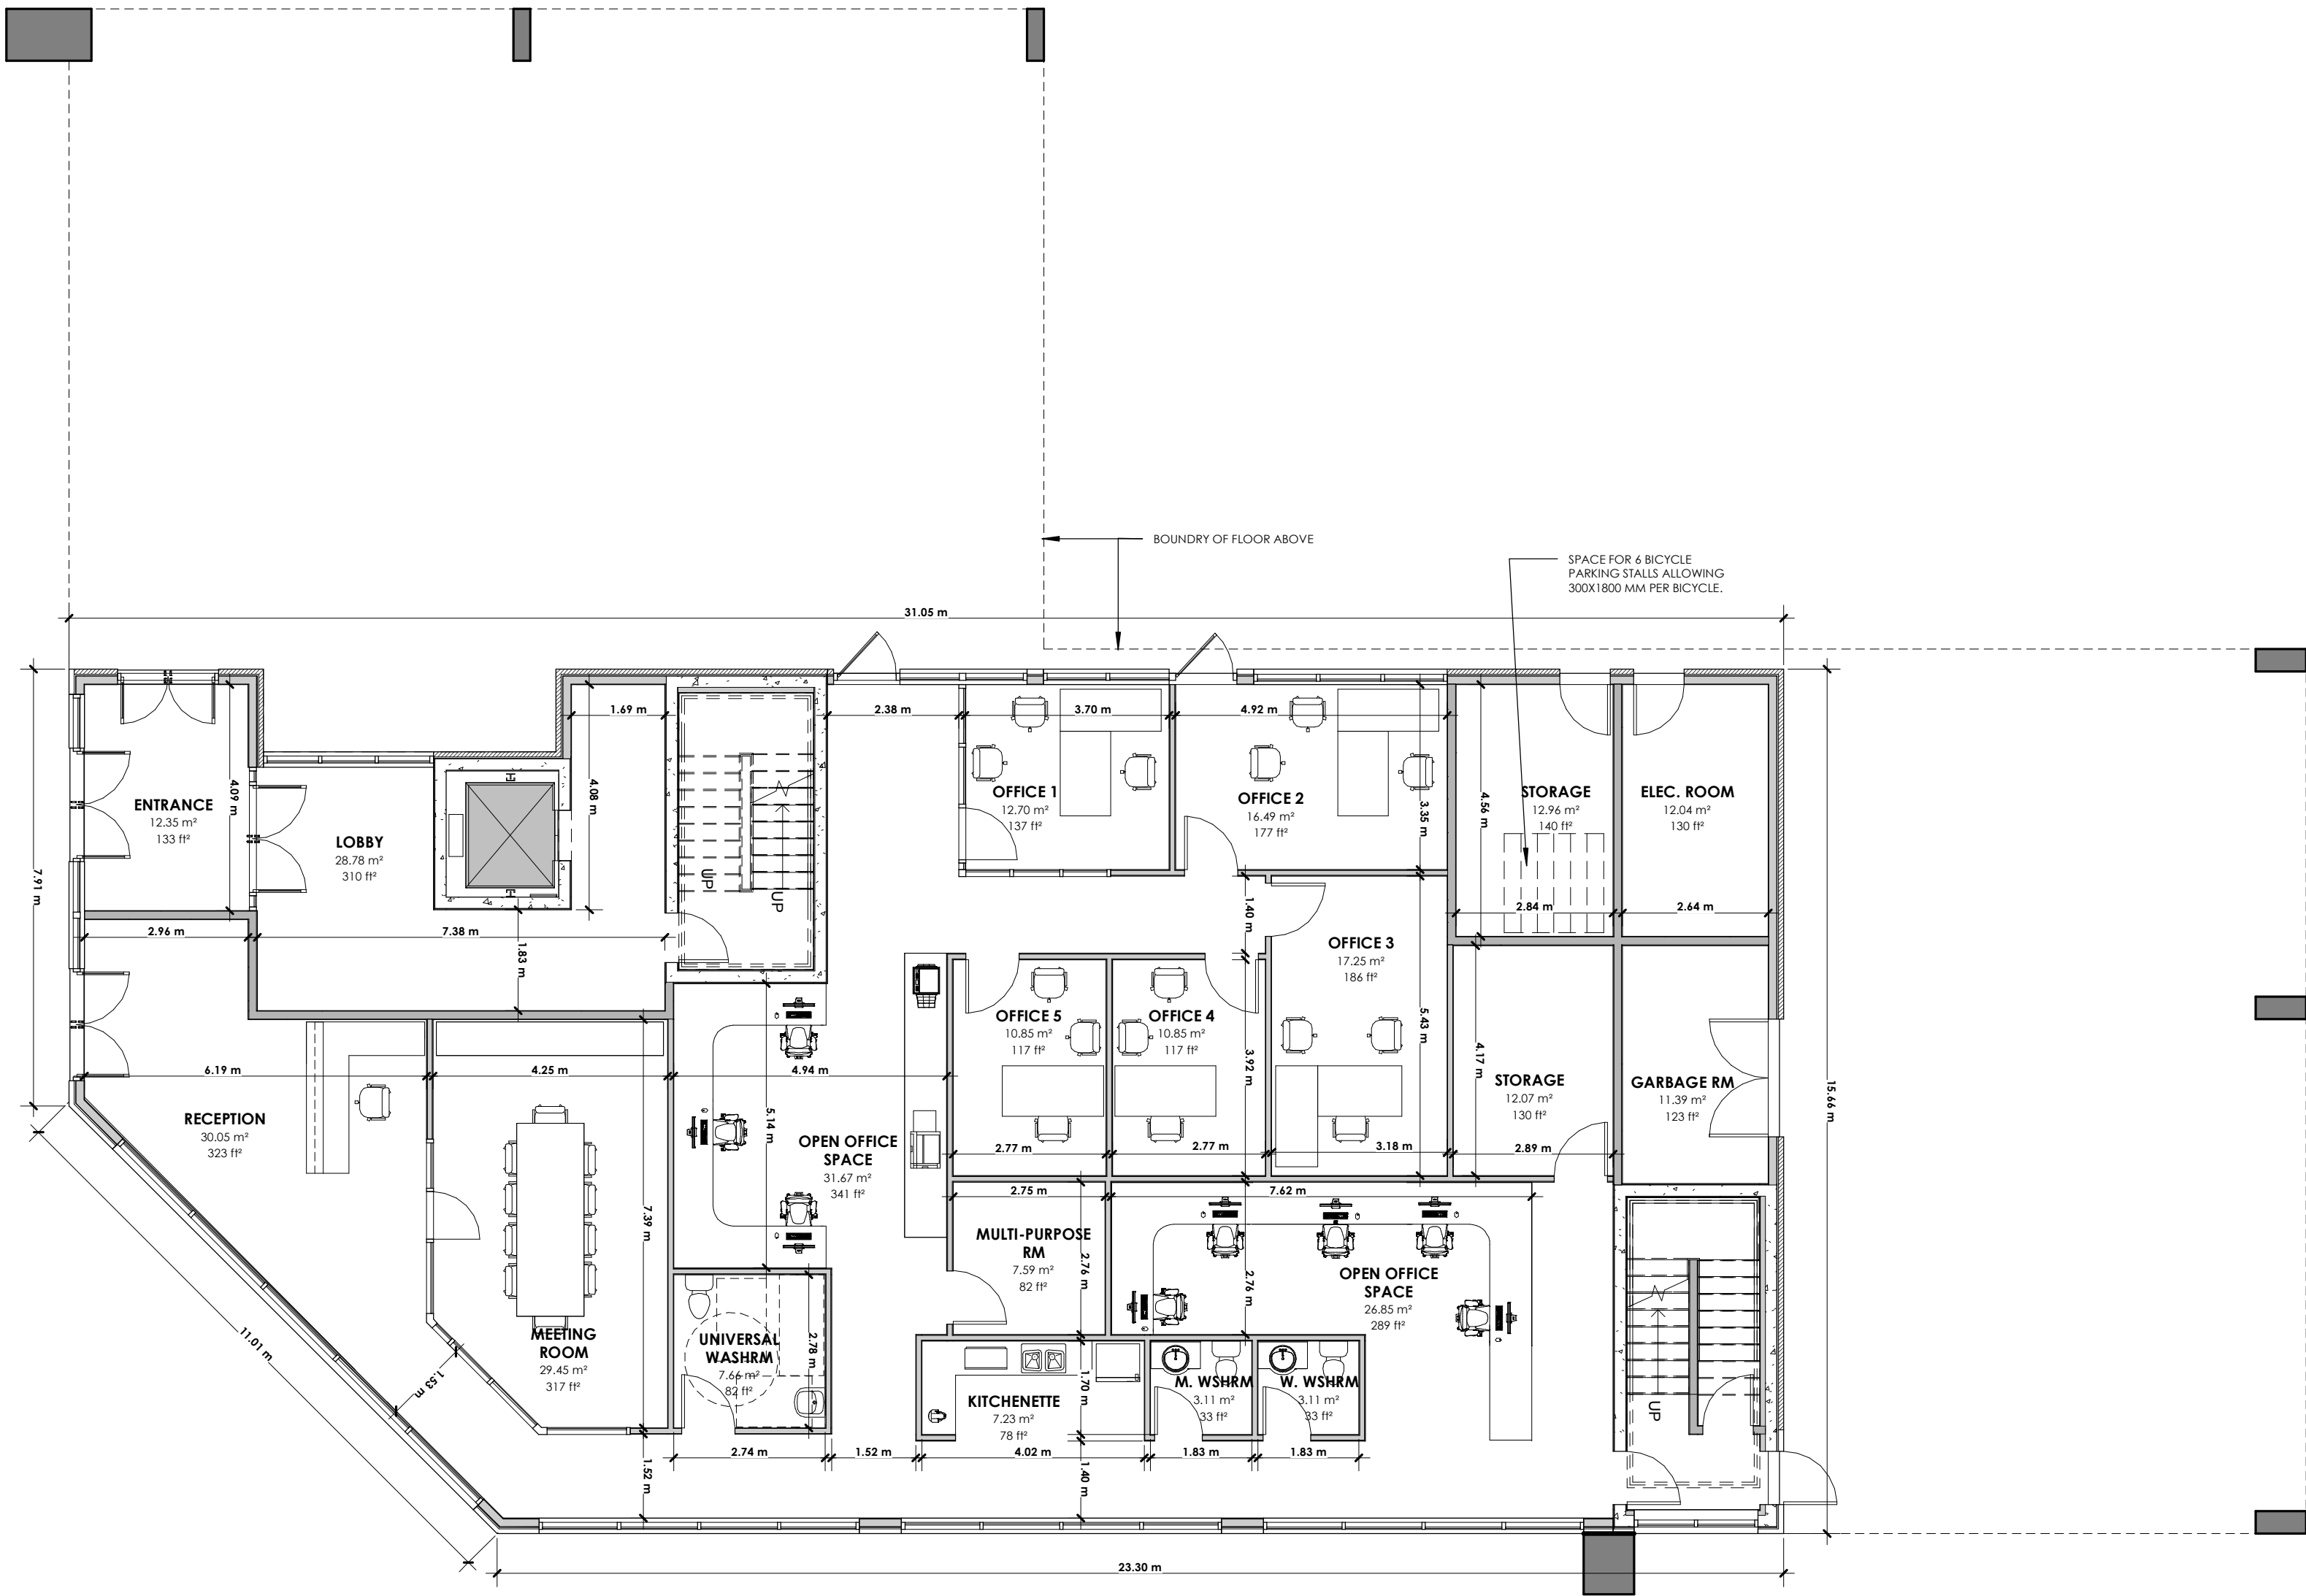 BOUNDRY OF FLOOR ABOVE
SPACE FOR 6 BICYCLE
PARKING STALLS ALLOWING
300X1800 MM PER BICYCLE.
31.05 m
1.69 m
2.38 m
3.70 m
4.92 m
ENTRANCE
12.35 m²
133 ft²
4.09 m
LOBBY
28.78 m²
310 ft²
4.08 m
UP
UP
OFFICE 1
12.70 m²
137 ft²
OFFICE 2
16.49 m²
177 ft²
3.35 m
4.56 m
STORAGE
12.96 m²
140 ft²
ELEC. ROOM
12.04 m²
130 ft²
7.91 m
2.96 m
7.38 m
1.83 m
1.40 m
2.84 m
2.64 m
OFFICE 3
17.25 m²
186 ft²
OFFICE 5
10.85 m²
117 ft²
OFFICE 4
10.85 m²
117 ft²
3.92 m
5.43 m
4.17 m
6.19 m
4.25 m
4.94 m
5.14 m
RECEPTION
30.05 m²
323 ft²
OPEN OFFICE
SPACE
31.67 m²
341 ft²
STORAGE
12.07 m²
130 ft²
GARBAGE RM
11.39 m²
123 ft²
15.66 m
2.77 m
2.77 m
3.18 m
2.89 m
2.75 m
7.62 m
7.39 m
MULTI-PURPOSE
RM
7.59 m²
82 ft²
2.76 m
2.76 m
OPEN OFFICE
SPACE
26.85 m²
289 ft²
11.01 m
1.53 m
MEETING
ROOM
29.45 m²
317 ft²
UNIVERSAL
WASHRM
7.66 m²
82 ft²
2.78 m
KITCHENETTE
7.23 m²
78 ft²
1.70 m
M. WSHRM
3.11 m²
33 ft²
W. WSHRM
3.11 m²
33 ft²
UP
2.74 m
1.52 m
4.02 m
1.83 m
1.83 m
1.52 m
1.40 m
23.30 m